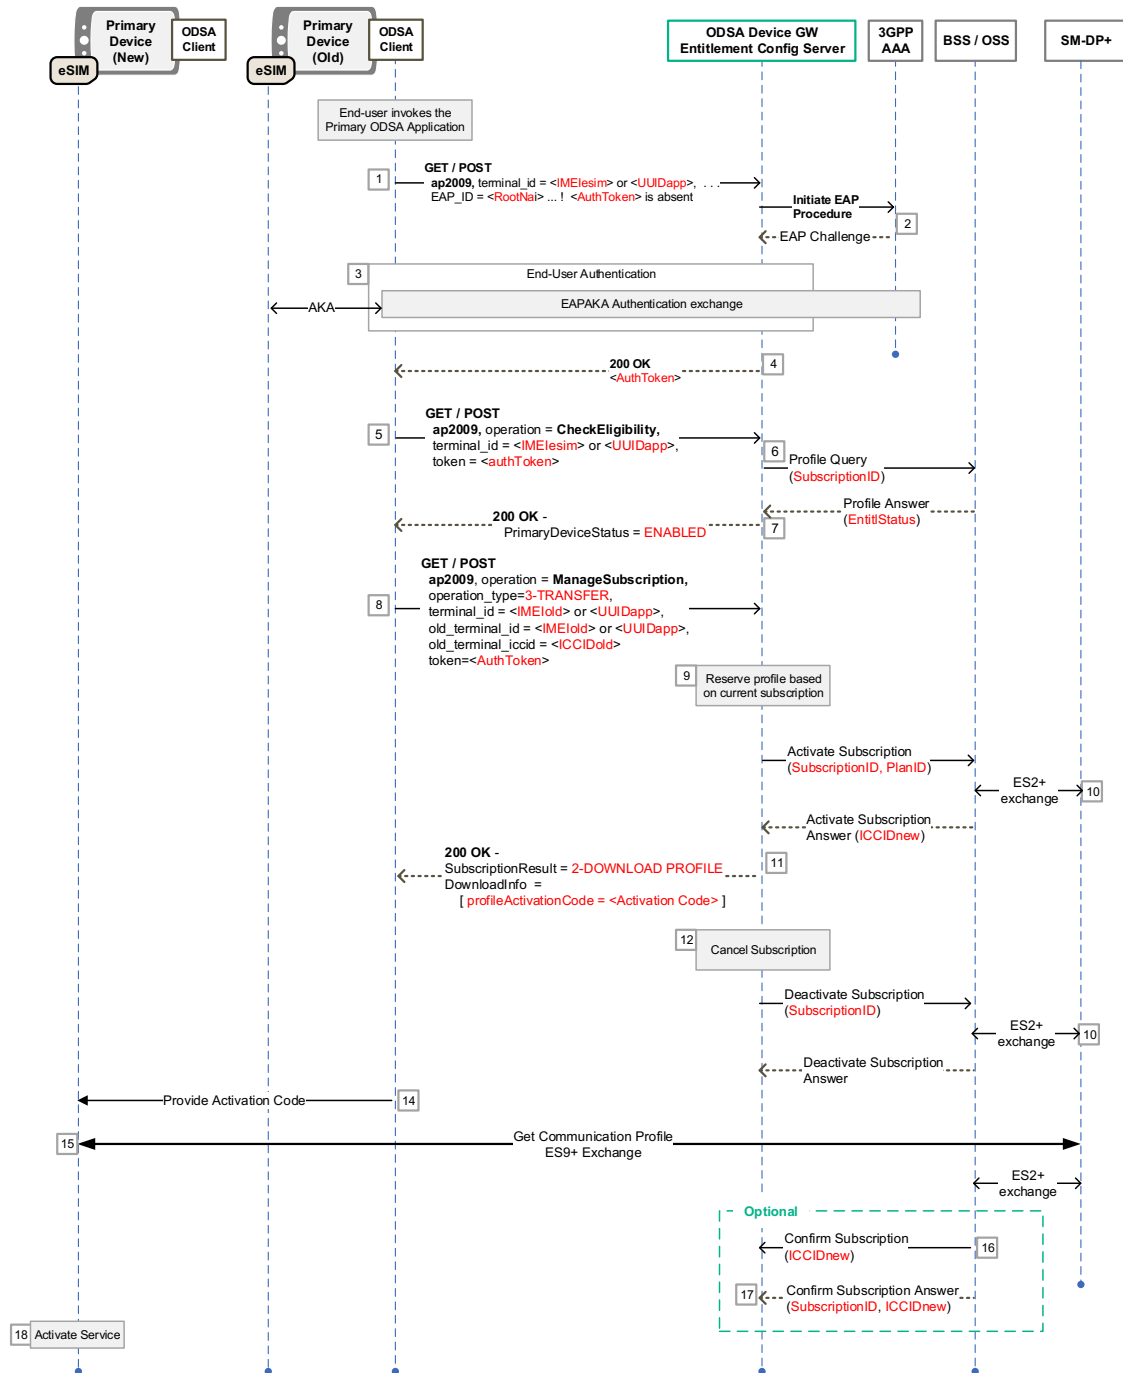 Primary
Device
(New)
ODSA
Client
eSIM
Primary
Device
(Old)
ODSA
Client
eSIM
ODSA Device GW
Entitlement Config Server
3GPP
AAA
BSS / OSS
SM-DP+
End-user invokes the
Primary ODSA Application
1
GET / POST
ap2009, terminal_id = <IMEIesim> or <UUIDapp>, . . .
EAP_ID = <RootNai> ... ! <AuthToken> is absent
Initiate EAP
Procedure
2
EAP Challenge
3
End-User Authentication
AKA
EAPAKA Authentication exchange
4
200 OK
<AuthToken>
5
GET / POST
ap2009, operation = CheckEligibility,
terminal_id = <IMEIesim> or <UUIDapp>,
token = <authToken>
6
Profile Query
(SubscriptionID)
Profile Answer
(EntitlStatus)
7
200 OK -
PrimaryDeviceStatus = ENABLED
8
GET / POST
ap2009, operation = ManageSubscription,
operation_type=3-TRANSFER,
terminal_id = <IMEIold> or <UUIDapp>,
old_terminal_id = <IMEIold> or <UUIDapp>,
old_terminal_iccid = <ICCIDold>
token=<AuthToken>
9
Reserve profile based
on current subscription
Activate Subscription
(SubscriptionID, PlanID)
ES2+
exchange
10
Activate Subscription
Answer (ICCIDnew)
11
200 OK -
SubscriptionResult = 2-DOWNLOAD PROFILE
DownloadInfo =
[ profileActivationCode = <Activation Code> ]
12
Cancel Subscription
Deactivate Subscription
(SubscriptionID)
ES2+
exchange
10
Deactivate Subscription
Answer
Provide Activation Code
14
15
Get Communication Profile
ES9+ Exchange
ES2+
exchange
Optional
Confirm Subscription
(ICCIDnew)
16
17
Confirm Subscription Answer
(SubscriptionID, ICCIDnew)
18
Activate Service